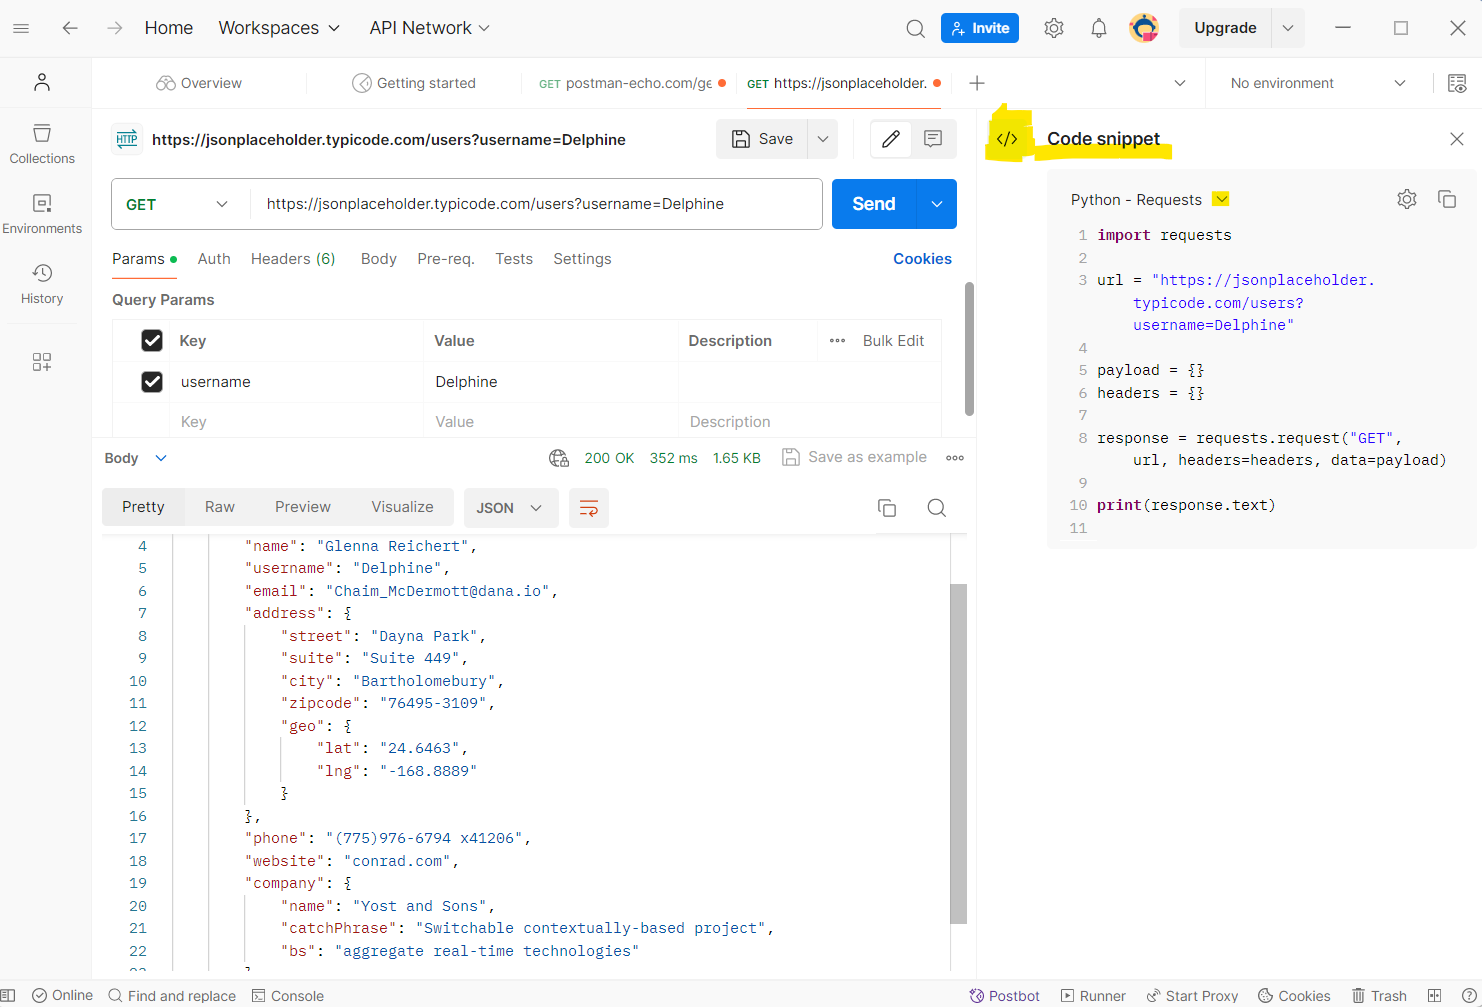 Home Workspaces API Network Invite Upgrade
Overview Getting started GET postman-echo.com/ge GET https://jsonplaceholder. No environment
HTTP https://jsonplaceholder.typicode.com/users?username=Delphine Save </> Code snippet
GET https://jsonplaceholder.typicode.com/users?username=Delphine Send
Collections
Environments
History
Params Auth Headers (6) Body Pre-req. Tests Settings Cookies
Query Params
Key Value Description Bulk Edit
username Delphine
Key Value Description
Body 200 OK 352 ms 1.65 KB Save as example
Pretty Raw Preview Visualize JSON
4 "name": "Glenna Reichert",
5 "username": "Delphine",
6 "email": "Chaim_McDermott@dana.io",
7 "address": {
8 "street": "Dayna Park",
9 "suite": "Suite 449",
10 "city": "Bartholomebury",
11 "zipcode": "76495-3109",
12 "geo": {
13 "lat": "24.6463",
14 "lng": "-168.8889"
15 }
16 },
17 "phone": "(775)976-6794 x41206",
18 "website": "conrad.com",
19 "company": {
20 "name": "Yost and Sons",
21 "catchPhrase": "Switchable contextually-based project",
22 "bs": "aggregate real-time technologies"
Python - Requests
1 import requests
2
3 url = "https://jsonplaceholder.
typicode.com/users?
username=Delphine"
4
5 payload = {}
6 headers = {}
7
8 response = requests.request("GET",
url, headers=headers, data=payload)
9
10 print(response.text)
11
Online Find and replace Console Postbot Runner Start Proxy Cookies Trash